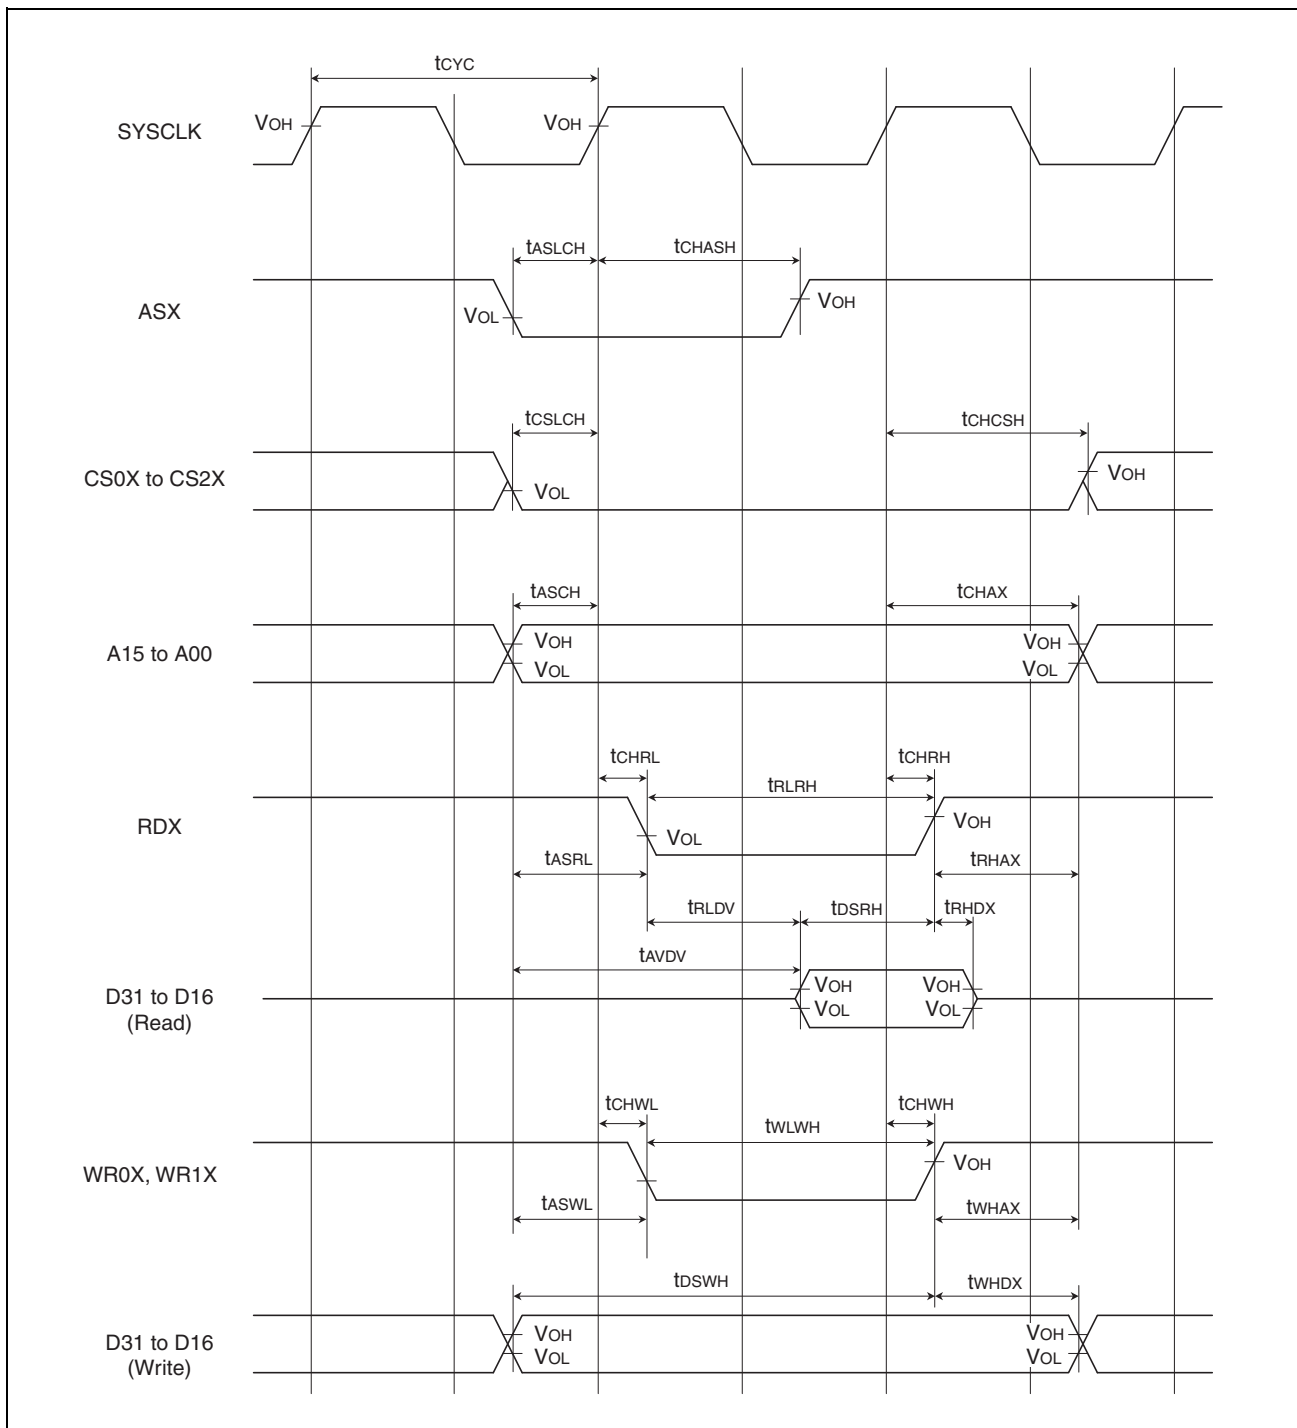 tCYC
SYSCLK
VOH
VOH
tASLCH
tCHASH
ASX
VOL
VOH
tCSLCH
tCHCSH
CS0X to CS2X
VOL
VOH
tASCH
tCHAX
A15 to A00
VOH
VOH
VOL
VOL
tCHRL
tCHRH
tRLRH
RDX
VOL
VOH
tASRL
tRHAX
tRLDV
tDSRH
tRHDX
tAVDV
D31 to D16
(Read)
VOH
VOH
VOL
VOL
tCHWL
tCHWH
tWLWH
WR0X, WR1X
VOH
tASWL
tWHAX
tDSWH
tWHDX
D31 to D16
(Write)
VOH
VOH
VOL
VOL